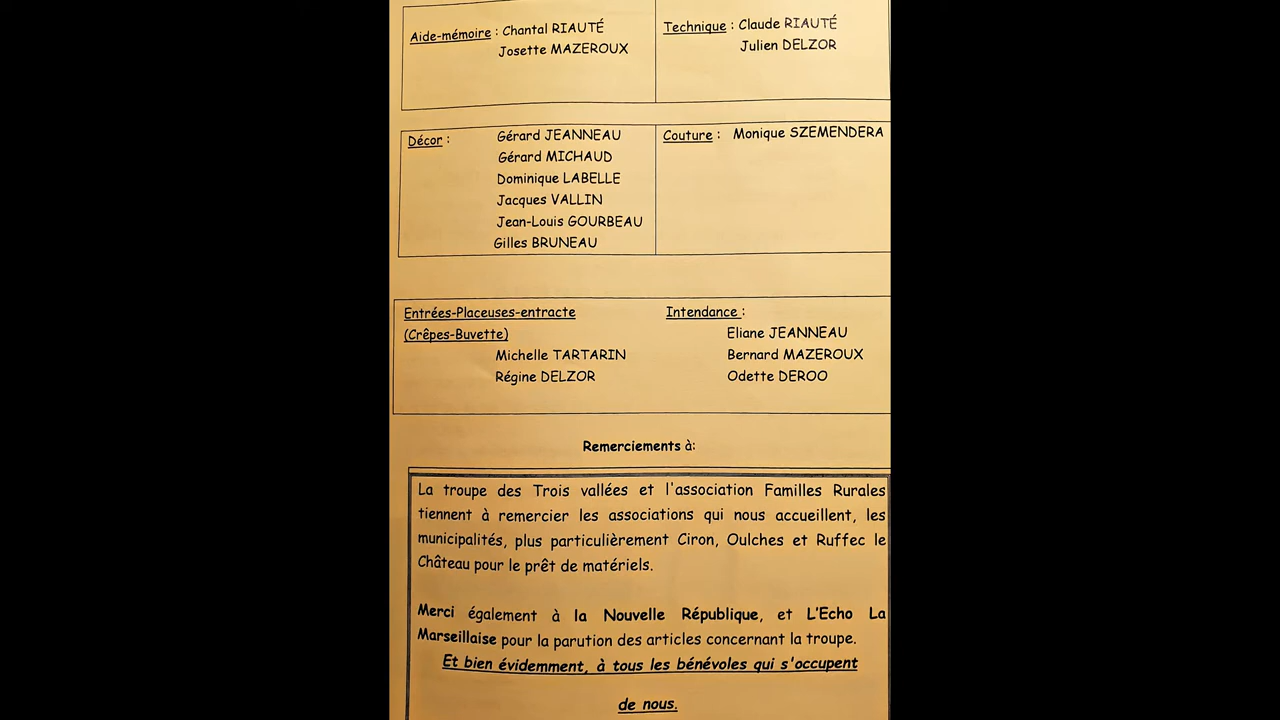 Aide-mémoire : Chantal RIAUTÉ
Josette MAZEROUX
Technique : Claude RIAUTÉ
Julien DELZOR
Décor : Gérard JEANNEAU
Gérard MICHAUD
Dominique LABELLE
Jacques VALLIN
Jean-Louis GOURBEAU
Gilles BRUNEAU
Couture : Monique SZEMENDERA
Entrées-Placeuses-entracte
(Crêpes-Buvette)
Michelle TARTARIN
Régine DELZOR
Intendance :
Eliane JEANNEAU
Bernard MAZEROUX
Odette DEROO
Remerciements à:
La troupe des Trois vallées et l'association Familles Rurales
tiennent à remercier les associations qui nous accueillent, les
municipalités, plus particulièrement Ciron, Oulches et Ruffec le
Château pour le prêt de matériels.
Merci également à la Nouvelle République, et L'Echo La
Marseillaise pour la parution des articles concernant la troupe.
Et bien évidemment, à tous les bénévoles qui s'occupent
de nous.